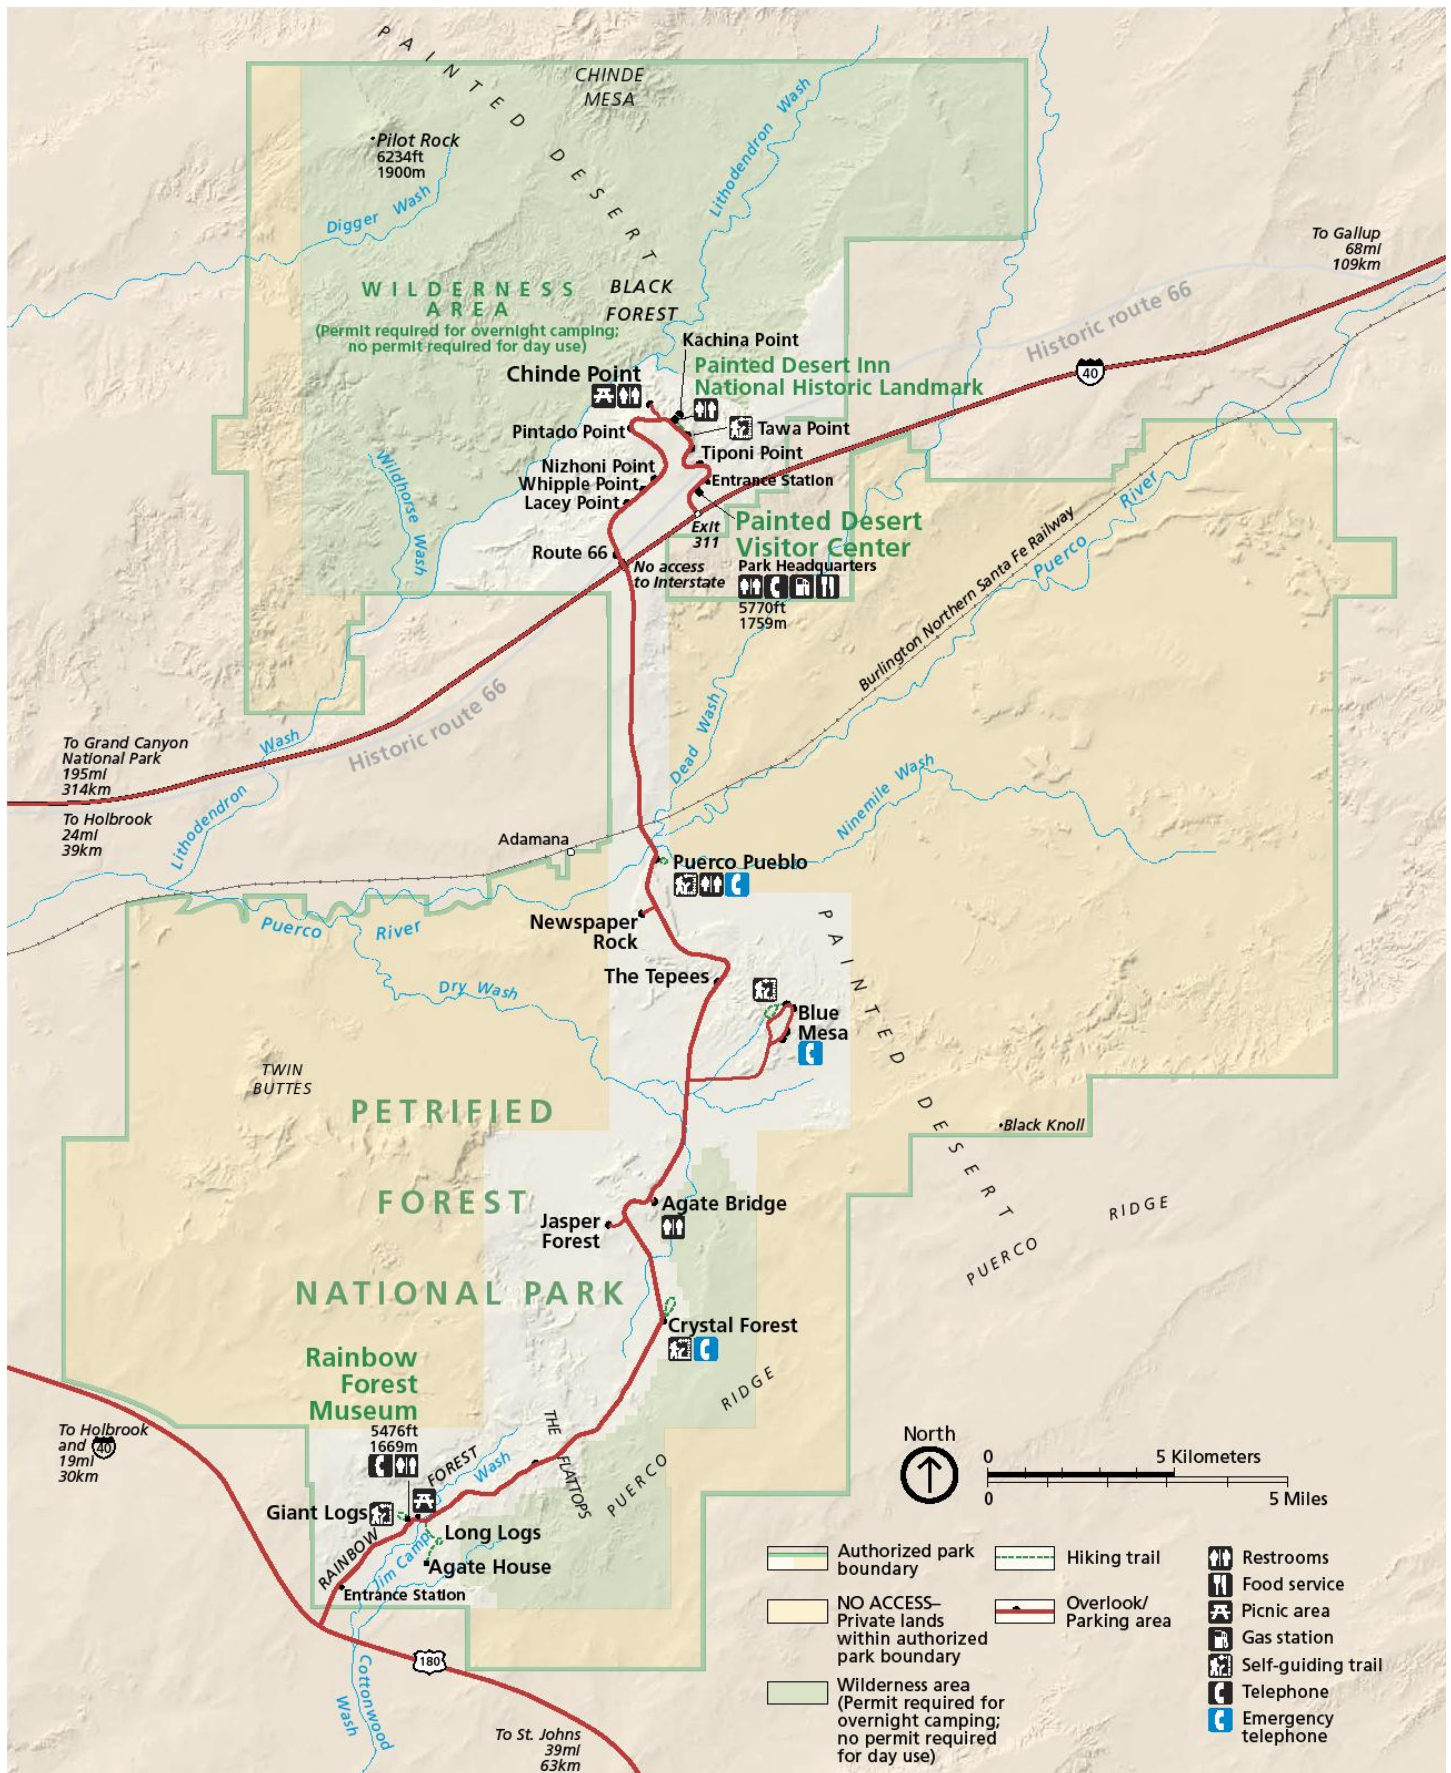 PAINTED DESERT
CHINDE
MESA
Pilot Rock
6234ft
1900m
Digger Wash
Lithodendron Wash
To Gallup
68mi
109km
WILDERNESS
AREA
(Permit required for overnight camping;
no permit required for day use)
BLACK
FOREST
Historic route 66
40
Kachina Point
Painted Desert Inn
National Historic Landmark
Chinde Point
Pintado Point
Tawa Point
Tiponi Point
Nizhoni Point
Whipple Point
Lacey Point
Entrance Station
Wildhorse Wash
Exit
311
Painted Desert
Visitor Center
Park Headquarters
5770ft
1759m
Route 66
No access
to Interstate
Burlington Northern Santa Fe Railway
Puerco River
Historic route 66
Dead Wash
Ninemile Wash
To Grand Canyon
National Park
195mi
314km
To Holbrook
24mi
39km
Lithodendron Wash
Adamana
Puerco Pueblo
Puerco River
Newspaper
Rock
The Tepees
Dry Wash
Blue
Mesa
PAINTED DESERT
TWIN
BUTTES
PETRIFIED
FOREST
NATIONAL PARK
Black Knoll
PUERCO RIDGE
Agate Bridge
Jasper
Forest
Crystal Forest
PUERCO RIDGE
Rainbow
Forest
Museum
5476ft
1669m
To Holbrook
and 40
19mi
30km
THE FLATTOPS
RAINBOW FOREST
Jim Camp Wash
Giant Logs
Long Logs
Agate House
Entrance Station
180
Cottonwood
Wash
To St. Johns
39mi
63km
North
0 5 Kilometers
0 5 Miles
Authorized park
boundary
NO ACCESS–
Private lands
within authorized
park boundary
Wilderness area
(Permit required for
overnight camping;
no permit required
for day use)
Hiking trail
Overlook/
Parking area
Restrooms
Food service
Picnic area
Gas station
Self-guiding trail
Telephone
Emergency
telephone